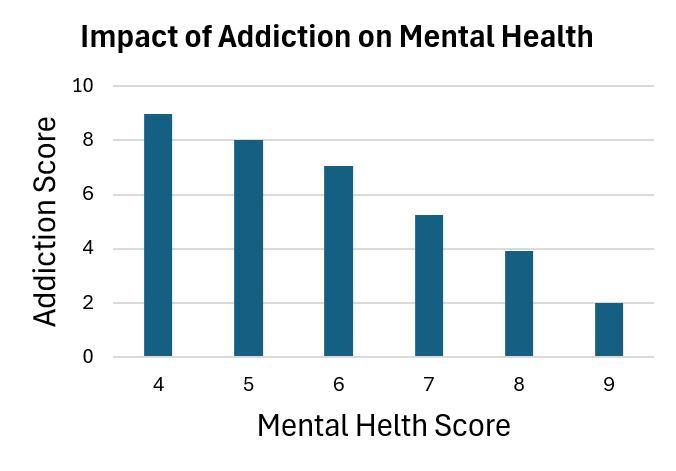 Impact of Addiction on Mental Health
10
8
6
4
2
0
Addiction Score
4 5 6 7 8 9
Mental Helth Score